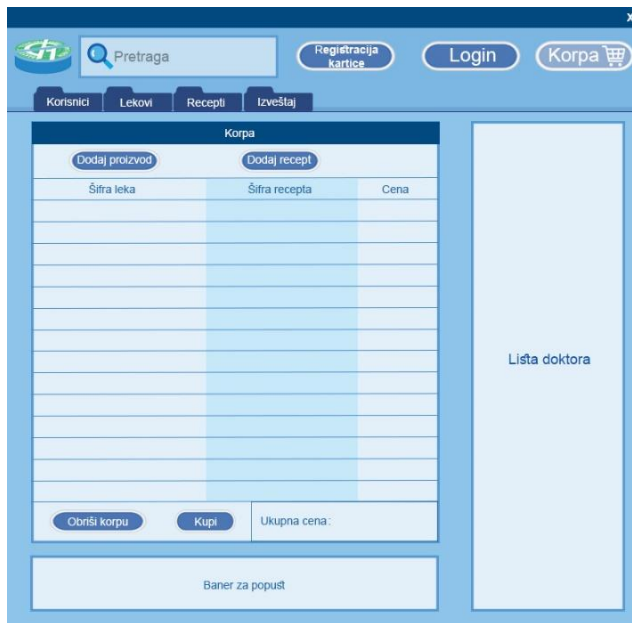 x
Pretraga
Registracija
kartice
Login
Korpa
Korisnici
Lekovi
Recepti
Izveštaj
Korpa
Dodaj proizvod
Dodaj recept
Šifra leka
Šifra recepta
Cena
Lista doktora
Obriši korpu
Kupi
Ukupna cena:
Baner za popust